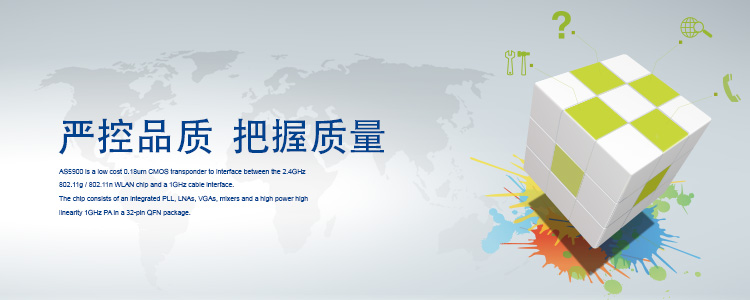 严控品质 把握质量
AS5900 is a low cost 0.18um CMOS transponder to interface between the 2.4GHz
802.11g / 802.11n WLAN chip and a 1GHz cable interface.
The chip consists of an integrated PLL, LNAs, VGAs, mixers and a high power high
linearity 1GHz PA in a 32-pin QFN package.